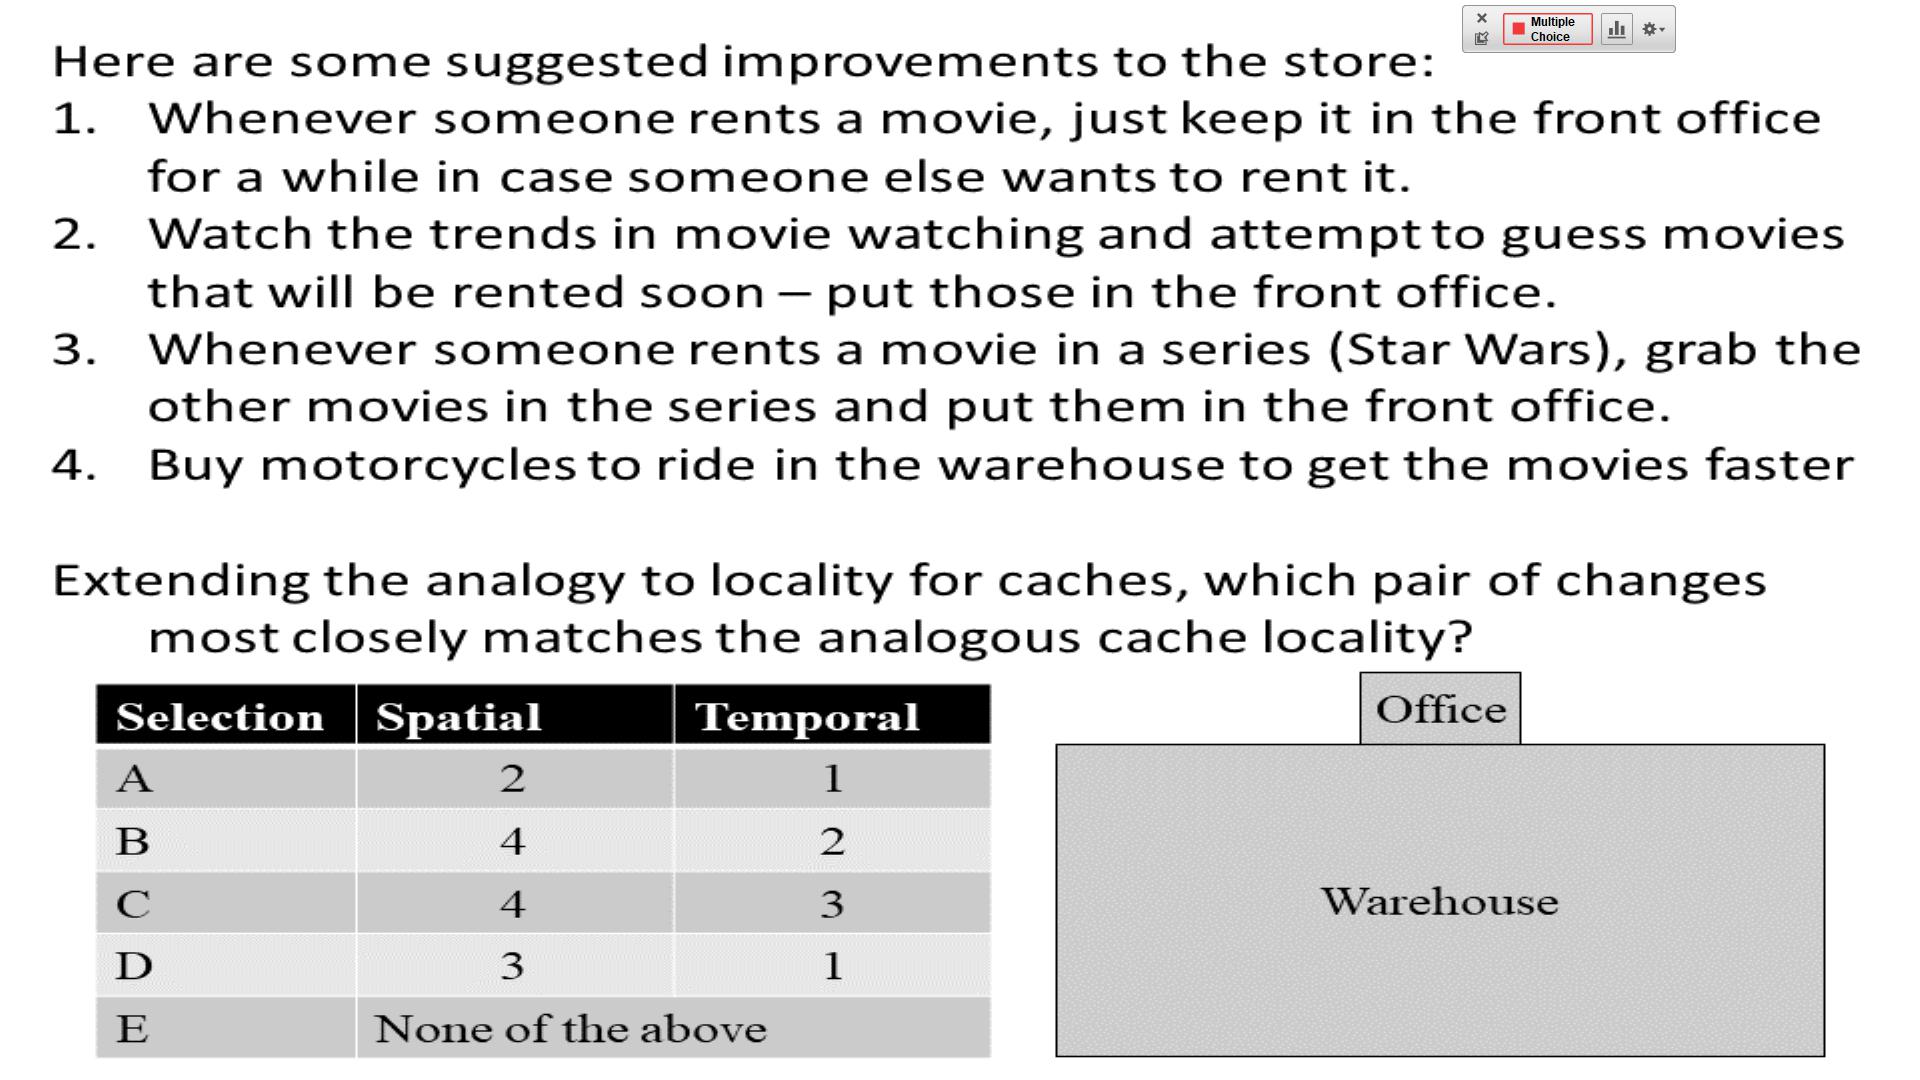 Multiple
Choice
Here are some suggested improvements to the store:
1. Whenever someone rents a movie, just keep it in the front office
for a while in case someone else wants to rent it.
2. Watch the trends in movie watching and attempt to guess movies
that will be rented soon – put those in the front office.
3. Whenever someone rents a movie in a series (Star Wars), grab the
other movies in the series and put them in the front office.
4. Buy motorcycles to ride in the warehouse to get the movies faster
Extending the analogy to locality for caches, which pair of changes
most closely matches the analogous cache locality?
Selection Spatial Temporal
A 2 1
B 4 2
C 4 3
D 3 1
E None of the above
Office
Warehouse